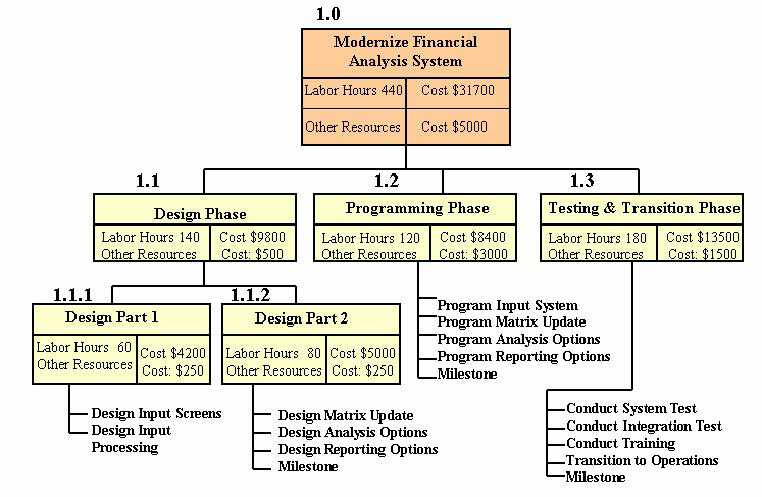 1.0
Modernize Financial
Analysis System
Labor Hours 440 Cost $31700
Other Resources Cost $5000
1.1
Design Phase
Labor Hours 140 Cost $9800
Other Resources Cost: $500
1.2
Programming Phase
Labor Hours 120 Cost $8400
Other Resources Cost: $3000
1.3
Testing & Transition Phase
Labor Hours 180 Cost $13500
Other Resources Cost: $1500
1.1.1
Design Part 1
Labor Hours 60 Cost $4200
Other Resources Cost: $250
Design Input Screens
Design Input
Processing
1.1.2
Design Part 2
Labor Hours 80 Cost $5000
Other Resources Cost: $250
Design Matrix Update
Design Analysis Options
Design Reporting Options
Milestone
Program Input System
Program Matrix Update
Program Analysis Options
Program Reporting Options
Milestone
Conduct System Test
Conduct Integration Test
Conduct Training
Transition to Operations
Milestone